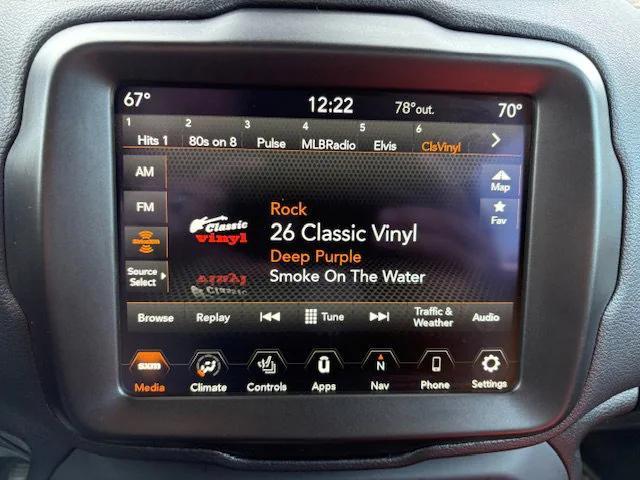 67° 12:22 78°out. 70°
1 2 3 4 5 6
Hits 1 80s on 8 Pulse MLBRadio Elvis ClsVinyl
AM
Map
FM
Fav
SiriusXM
Source
Select
Classic
vinyl
Rock
26 Classic Vinyl
Deep Purple
Smoke On The Water
Browse Replay Tune Traffic &
Weather Audio
sxm
N
Media Climate Controls Apps Nav Phone Settings